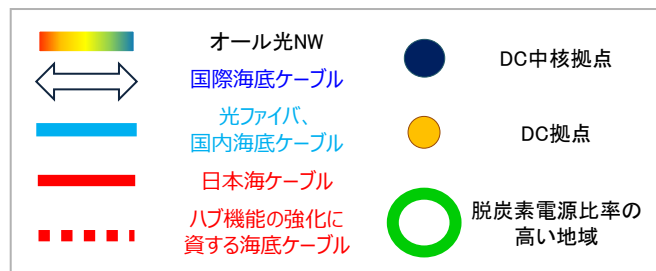 オール光NW
国際海底ケーブル
光ファイバ、
国内海底ケーブル
日本海ケーブル
ハブ機能の強化に
資する海底ケーブル
DC中核拠点
DC拠点
脱炭素電源比率の
高い地域